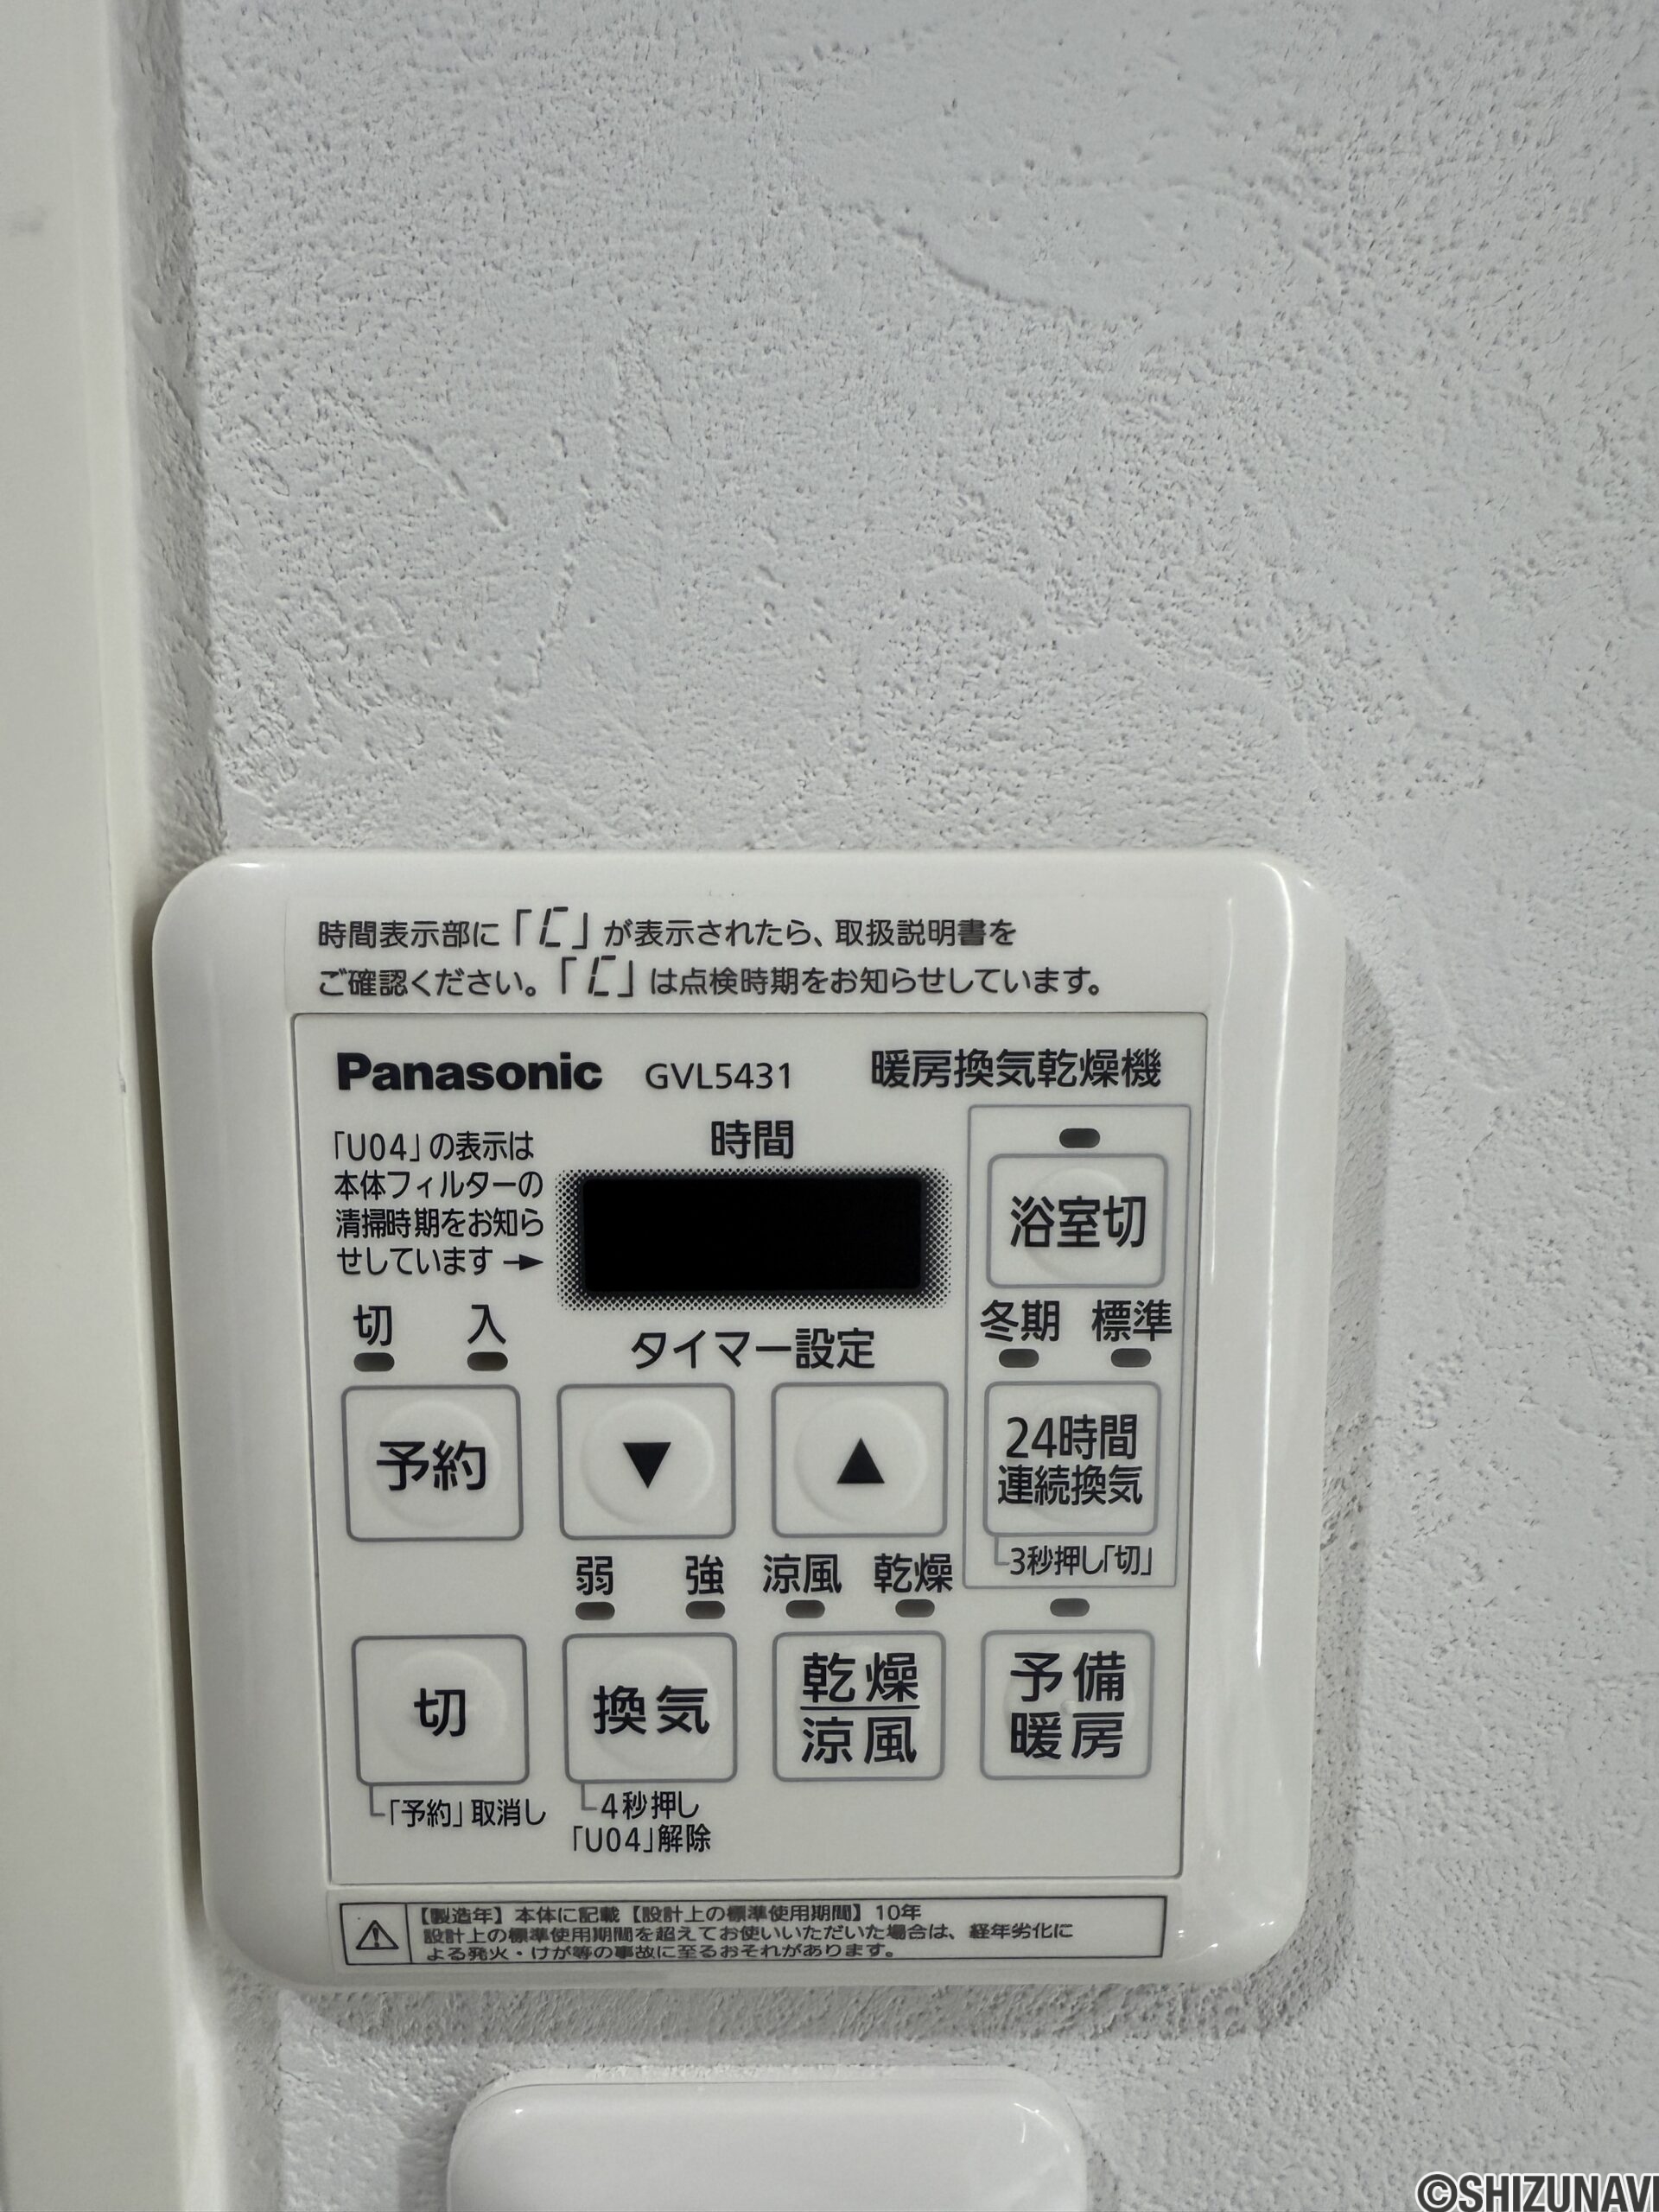 時間表示部に「C」が表示されたら、取扱説明書を
ご確認ください。「C」は点検時期をお知らせしています。
Panasonic GVL5431 暖房換気乾燥機
「U04」の表示は
本体フィルターの
清掃時期をお知ら
せしています→
時間
浴室切
切 入
タイマー設定
冬期 標準
予約
▼
▲
24時間
連続換気
3秒押し「切」
弱 強 涼風 乾燥
切
換気
乾燥
涼風
予備
暖房
「予約」取消し
4秒押し
「U04」解除
【製造年】本体に記載【設計上の標準使用期間】10年
設計上の標準使用期間を超えてお使いいただいた場合は、経年劣化に
よる発火・けが等の事故に至るおそれがあります。
©SHIZUNAVI